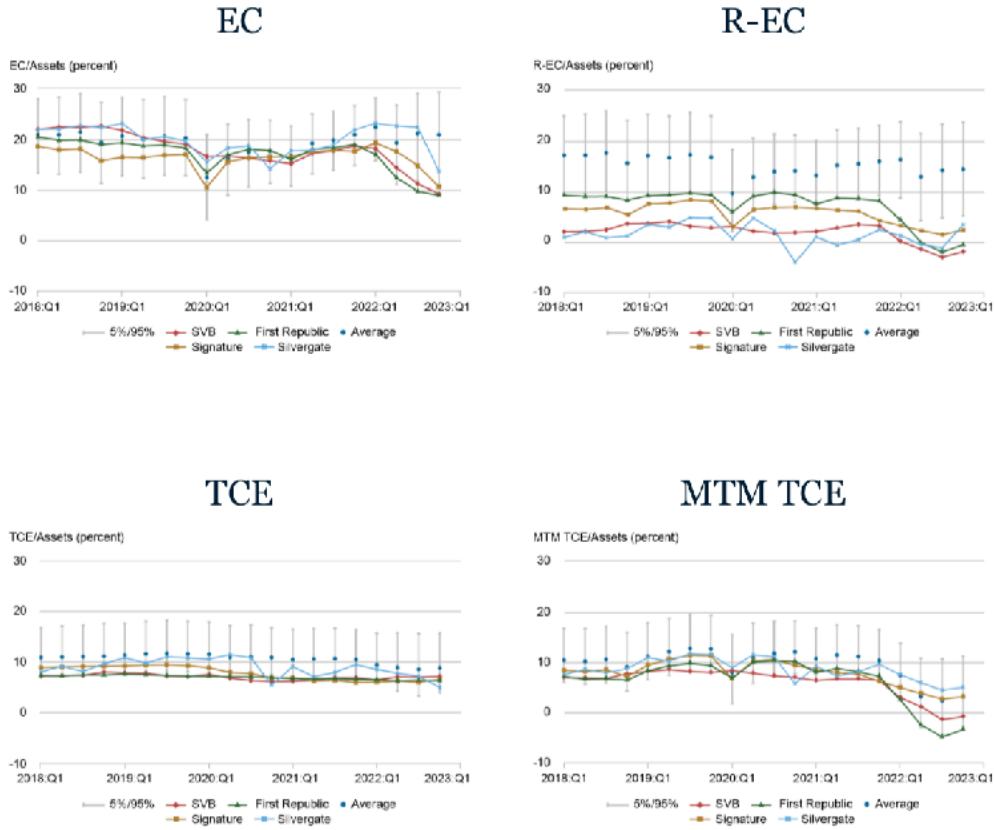 EC
R-EC
EC/Assets (percent)
R-EC/Assets (percent)
30
20
10
0
-10
2018:Q1 2019:Q1 2020:Q1 2021:Q1 2022:Q1 2023:Q1
5%/95% SVB First Republic Average
Signature Silvergate
30
20
10
0
-10
2018:Q1 2019:Q1 2020:Q1 2021:Q1 2022:Q1 2023:Q1
5%/95% SVB First Republic Average
Signature Silvergate
TCE
MTM TCE
TCE/Assets (percent)
MTM TCE/Assets (percent)
30
20
10
0
-10
2018:Q1 2019:Q1 2020:Q1 2021:Q1 2022:Q1 2023:Q1
5%/95% SVB First Republic Average
Signature Silvergate
30
20
10
0
-10
2018:Q1 2019:Q1 2020:Q1 2021:Q1 2022:Q1 2023:Q1
5%/95% SVB First Republic Average
Signature Silvergate